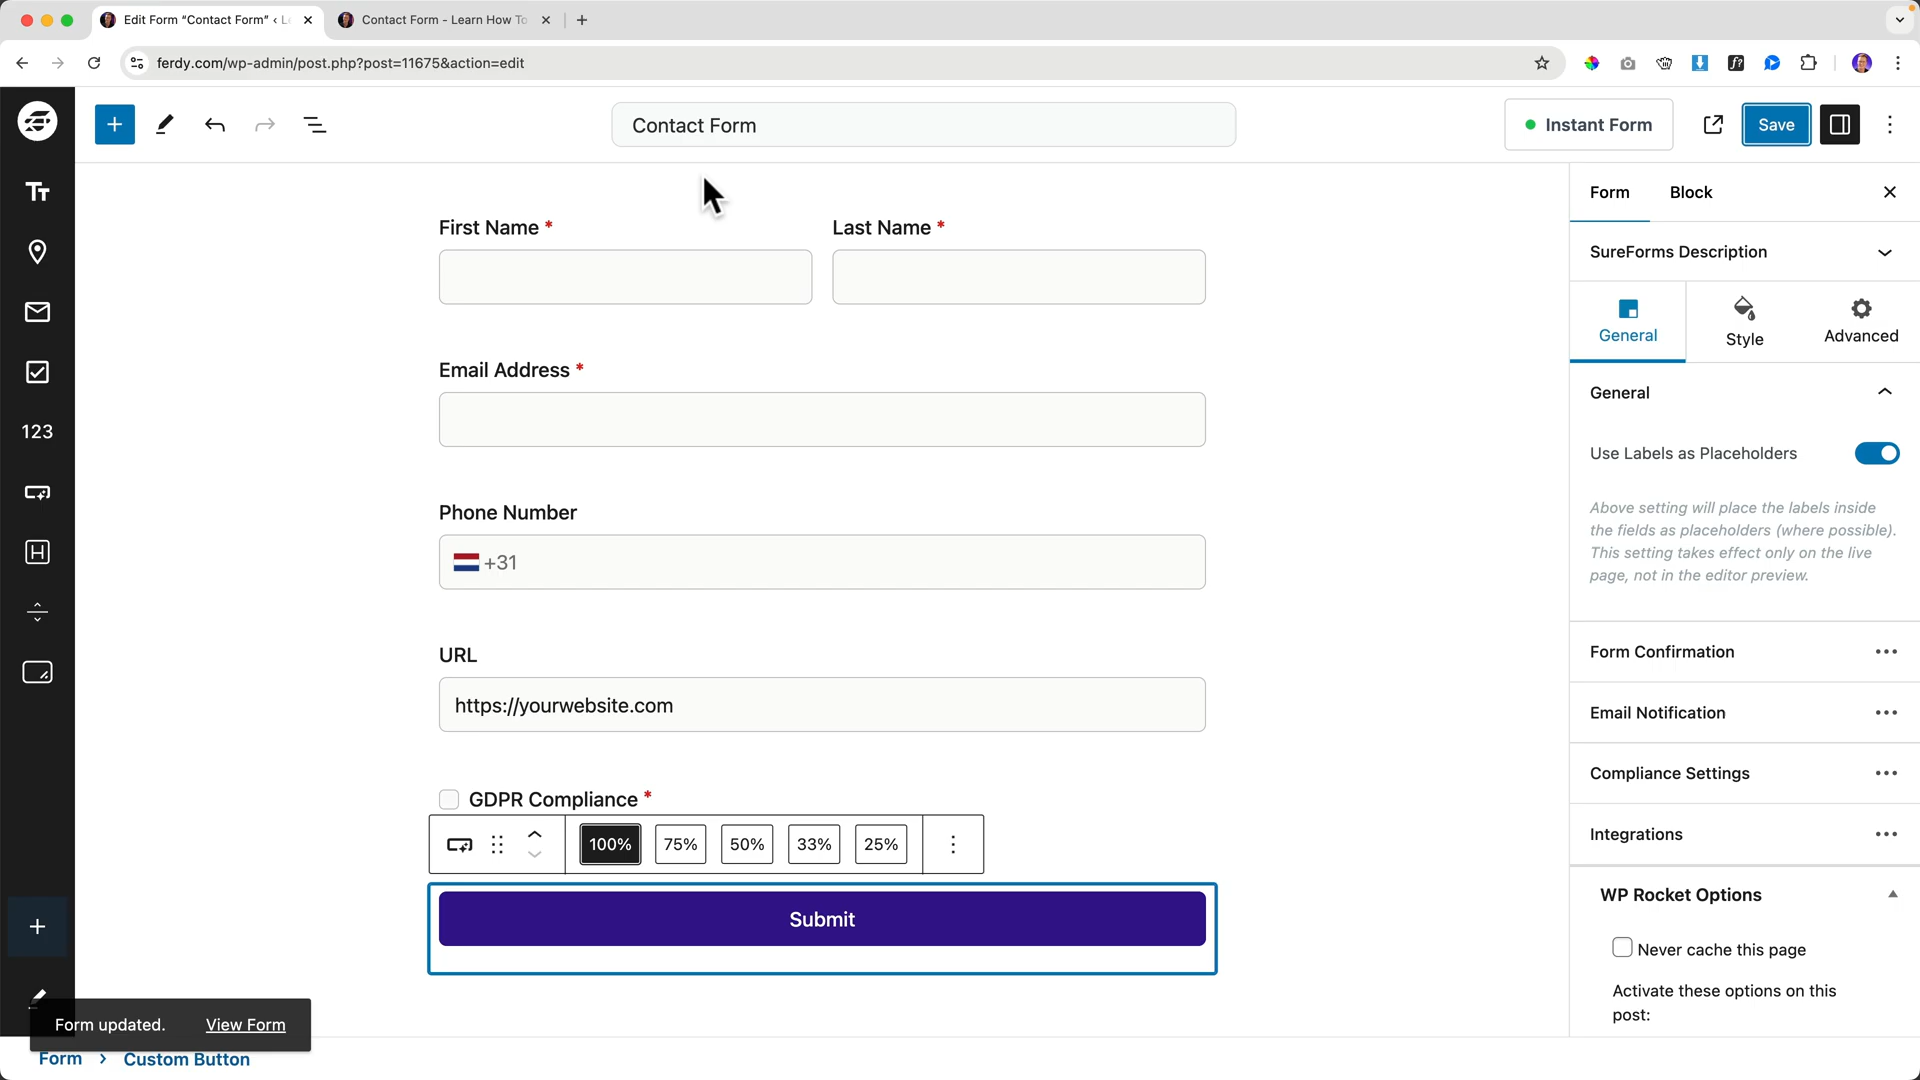 Edit Form “Contact Form” ‹ L
Contact Form - Learn How To
ferdy.com/wp-admin/post.php?post=11675&action=edit
Contact Form
Instant Form
Save
Tт
123
H
First Name *
Last Name *
Email Address *
Phone Number
+31
URL
https://yourwebsite.com
GDPR Compliance *
100%
75%
50%
33%
25%
Submit
Form
Block
SureForms Description
General
Style
Advanced
General
Use Labels as Placeholders
Above setting will place the labels inside
the fields as placeholders (where possible).
This setting takes effect only on the live
page, not in the editor preview.
Form Confirmation
Email Notification
Compliance Settings
Integrations
WP Rocket Options
Never cache this page
Activate these options on this
post:
Form updated.
View Form
Form > Custom Button